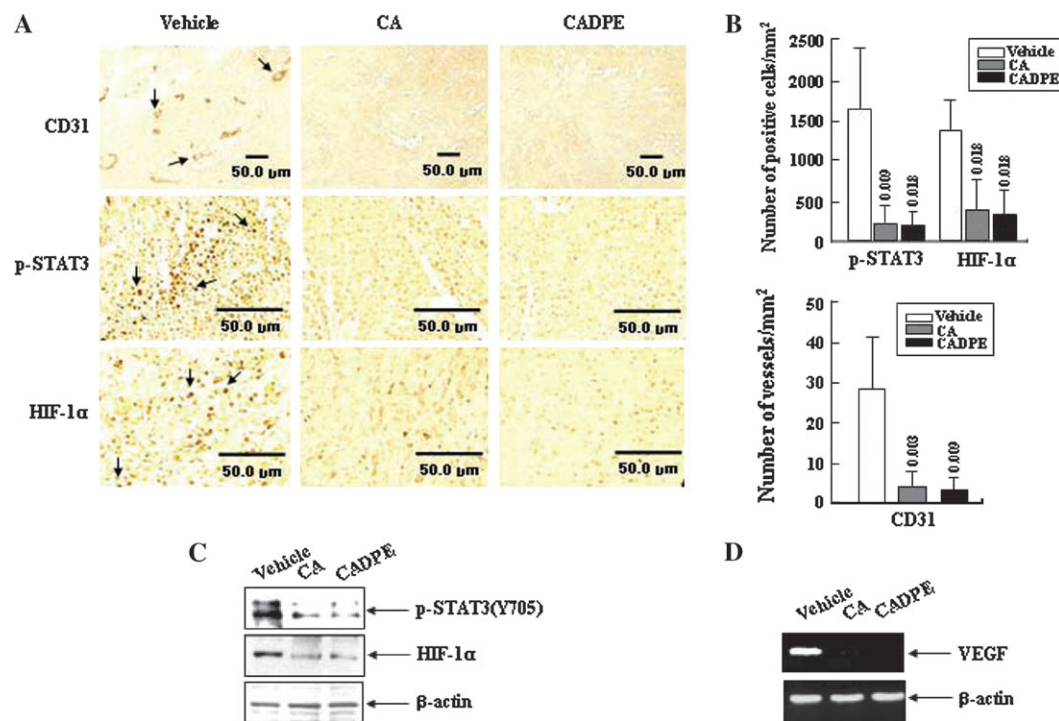 A
Vehicle CA CADPE
CD31
50.0 µm 50.0 µm 50.0 µm
p-STAT3
50.0 µm 50.0 µm 50.0 µm
HIF-1α
50.0 µm 50.0 µm 50.0 µm
B
Number of positive cells/mm²
2500
2000
1500
1000
500
0
Vehicle
CA
CADPE
0.009 0.018 0.018 0.018
p-STAT3 HIF-1α
Number of vessels/mm²
50
40
30
20
10
0
Vehicle
CA
CADPE
0.003 0.009
CD31
C
Vehicle CA CADPE
p-STAT3(Y705)
HIF-1α
β-actin
D
Vehicle CA CADPE
VEGF
β-actin